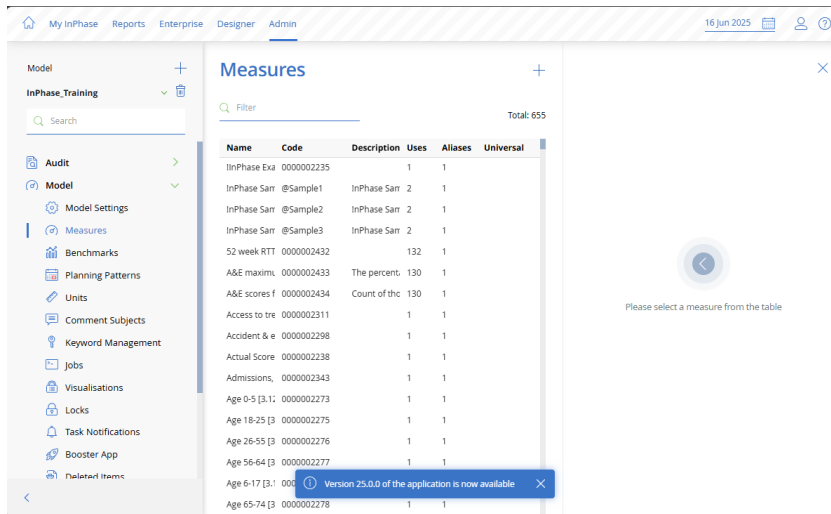 My InPhase Reports Enterprise Designer Admin 16 Jun 2025
Model
InPhase_Training
Search
Audit
Model
Model Settings
Measures
Benchmarks
Planning Patterns
Units
Comment Subjects
Keyword Management
Jobs
Visualisations
Locks
Task Notifications
Booster App
Deleted Items
Measures
Filter
Total: 655
Name Code Description Uses Aliases Universal
!InPhase Exa 0000002235 1 1
InPhase Sam @Sample1 InPhase Sam 2 1
InPhase Sam @Sample2 InPhase Sam 2 1
InPhase Sam @Sample3 InPhase Sam 2 1
52 week RTT 0000002432 132 1
A&E maximu 0000002433 The percenta 130 1
A&E scores f 0000002434 Count of tho 130 1
Access to tre 0000002311 1 1
Accident & e 0000002298 1 1
Actual Score 0000002238 1 1
Admissions, 0000002343 1 1
Age 0-5 [3.12 0000002273 1 1
Age 18-25 [3 0000002275 1 1
Age 26-55 [3 0000002276 1 1
Age 56-64 [3 0000002277 1 1
Age 6-17 [3.1 000
Age 65-74 [3 0000002278 1 1
Version 25.0.0 of the application is now available
Please select a measure from the table